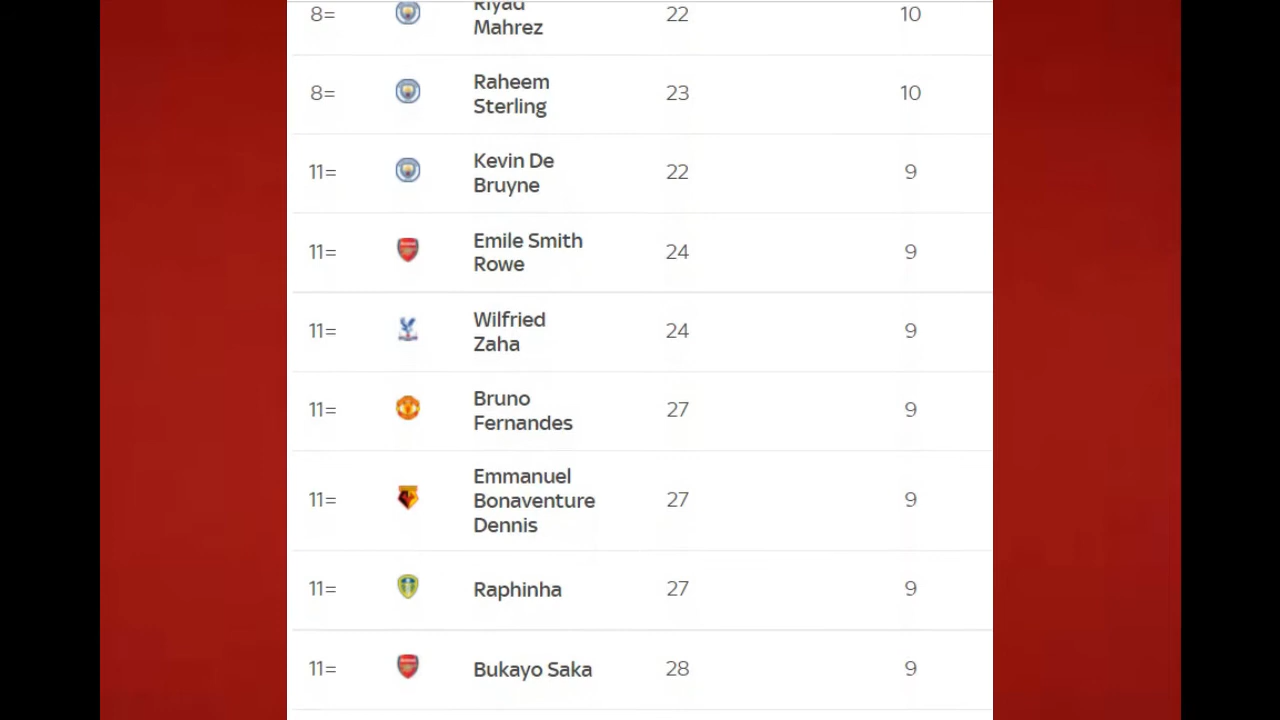 8= Riyad
Mahrez 22 10
8= Raheem
Sterling 23 10
11= Kevin De
Bruyne 22 9
11= Emile Smith
Rowe 24 9
11= Wilfried
Zaha 24 9
11= Bruno
Fernandes 27 9
11= Emmanuel
Bonaventure
Dennis 27 9
11= Raphinha 27 9
11= Bukayo Saka 28 9